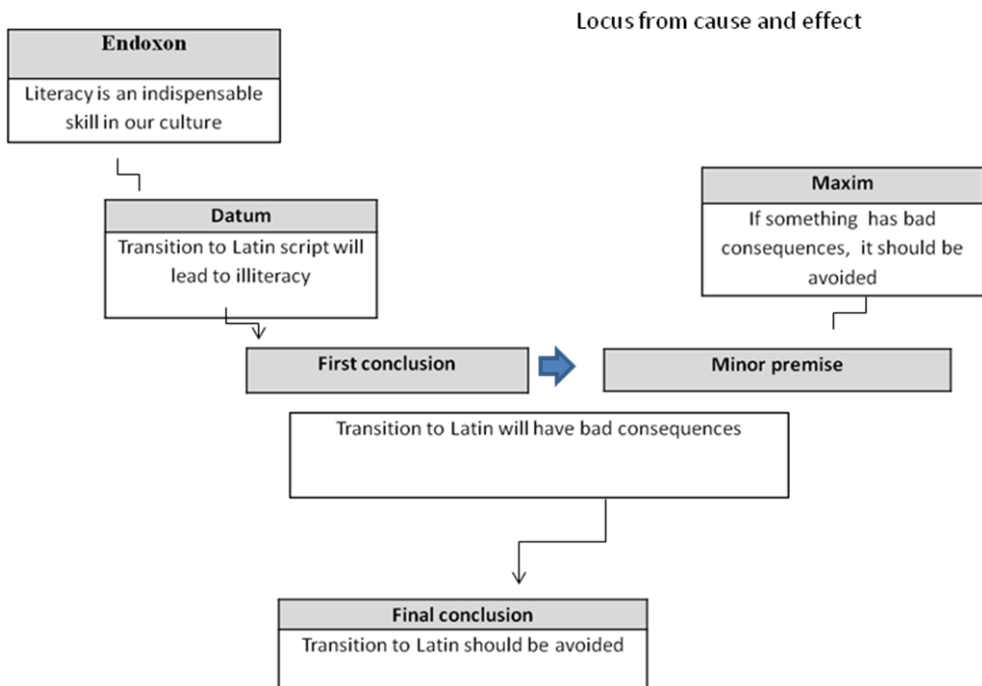 Locus from cause and effect
Endoxon
Literacy is an indispensable
skill in our culture
Datum
Transition to Latin script will
lead to illiteracy
Maxim
If something has bad
consequences, it should be
avoided
First conclusion
Minor premise
Transition to Latin will have bad consequences
Final conclusion
Transition to Latin should be avoided